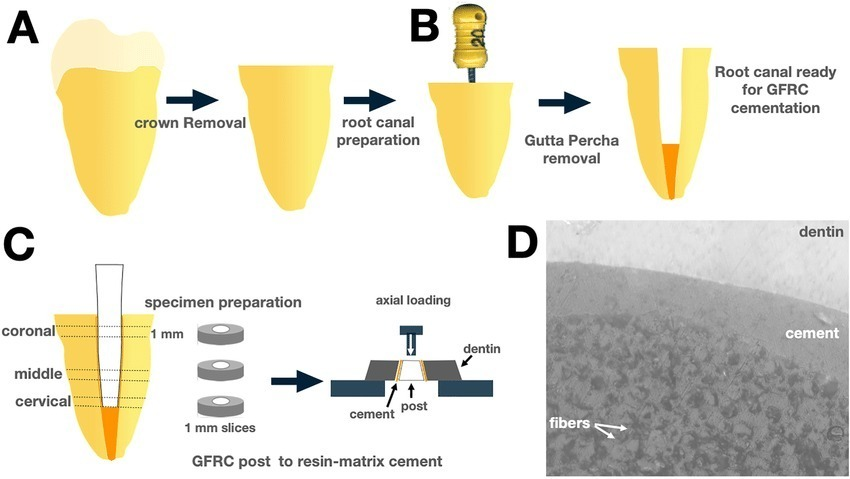 A
crown Removal
root canal
preparation
B
20
Gutta Percha
removal
Root canal ready
for GFRC
cementation
C
coronal
middle
cervical
1 mm
specimen preparation
1 mm slices
axial loading
dentin
cement
post
GFRC post to resin-matrix cement
D
dentin
cement
fibers